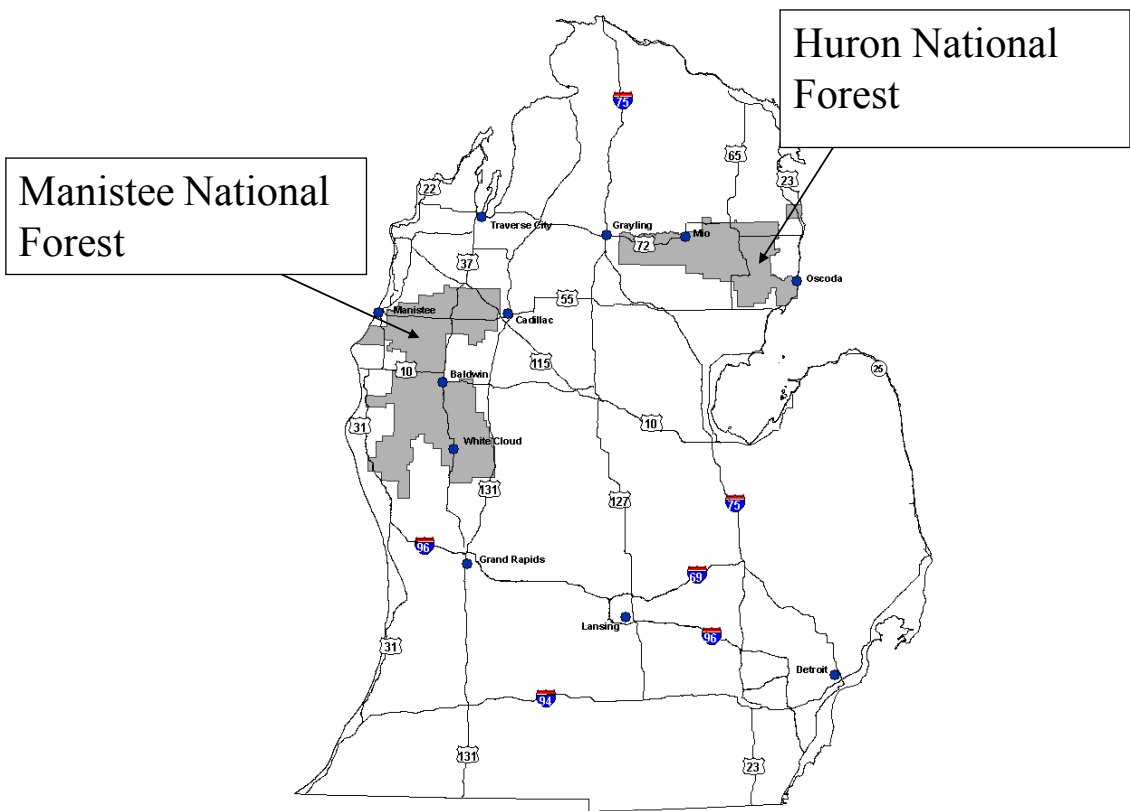 Huron National
Forest
Manistee National
Forest
75
65
23
22
Traverse City
Grayling
Mio
72
37
Oscoda
55
Manistee
Cadillac
115
10
Baldwin
25
31
10
White Cloud
131
127
75
96
Grand Rapids
69
Lansing
96
31
Detroit
94
131
23